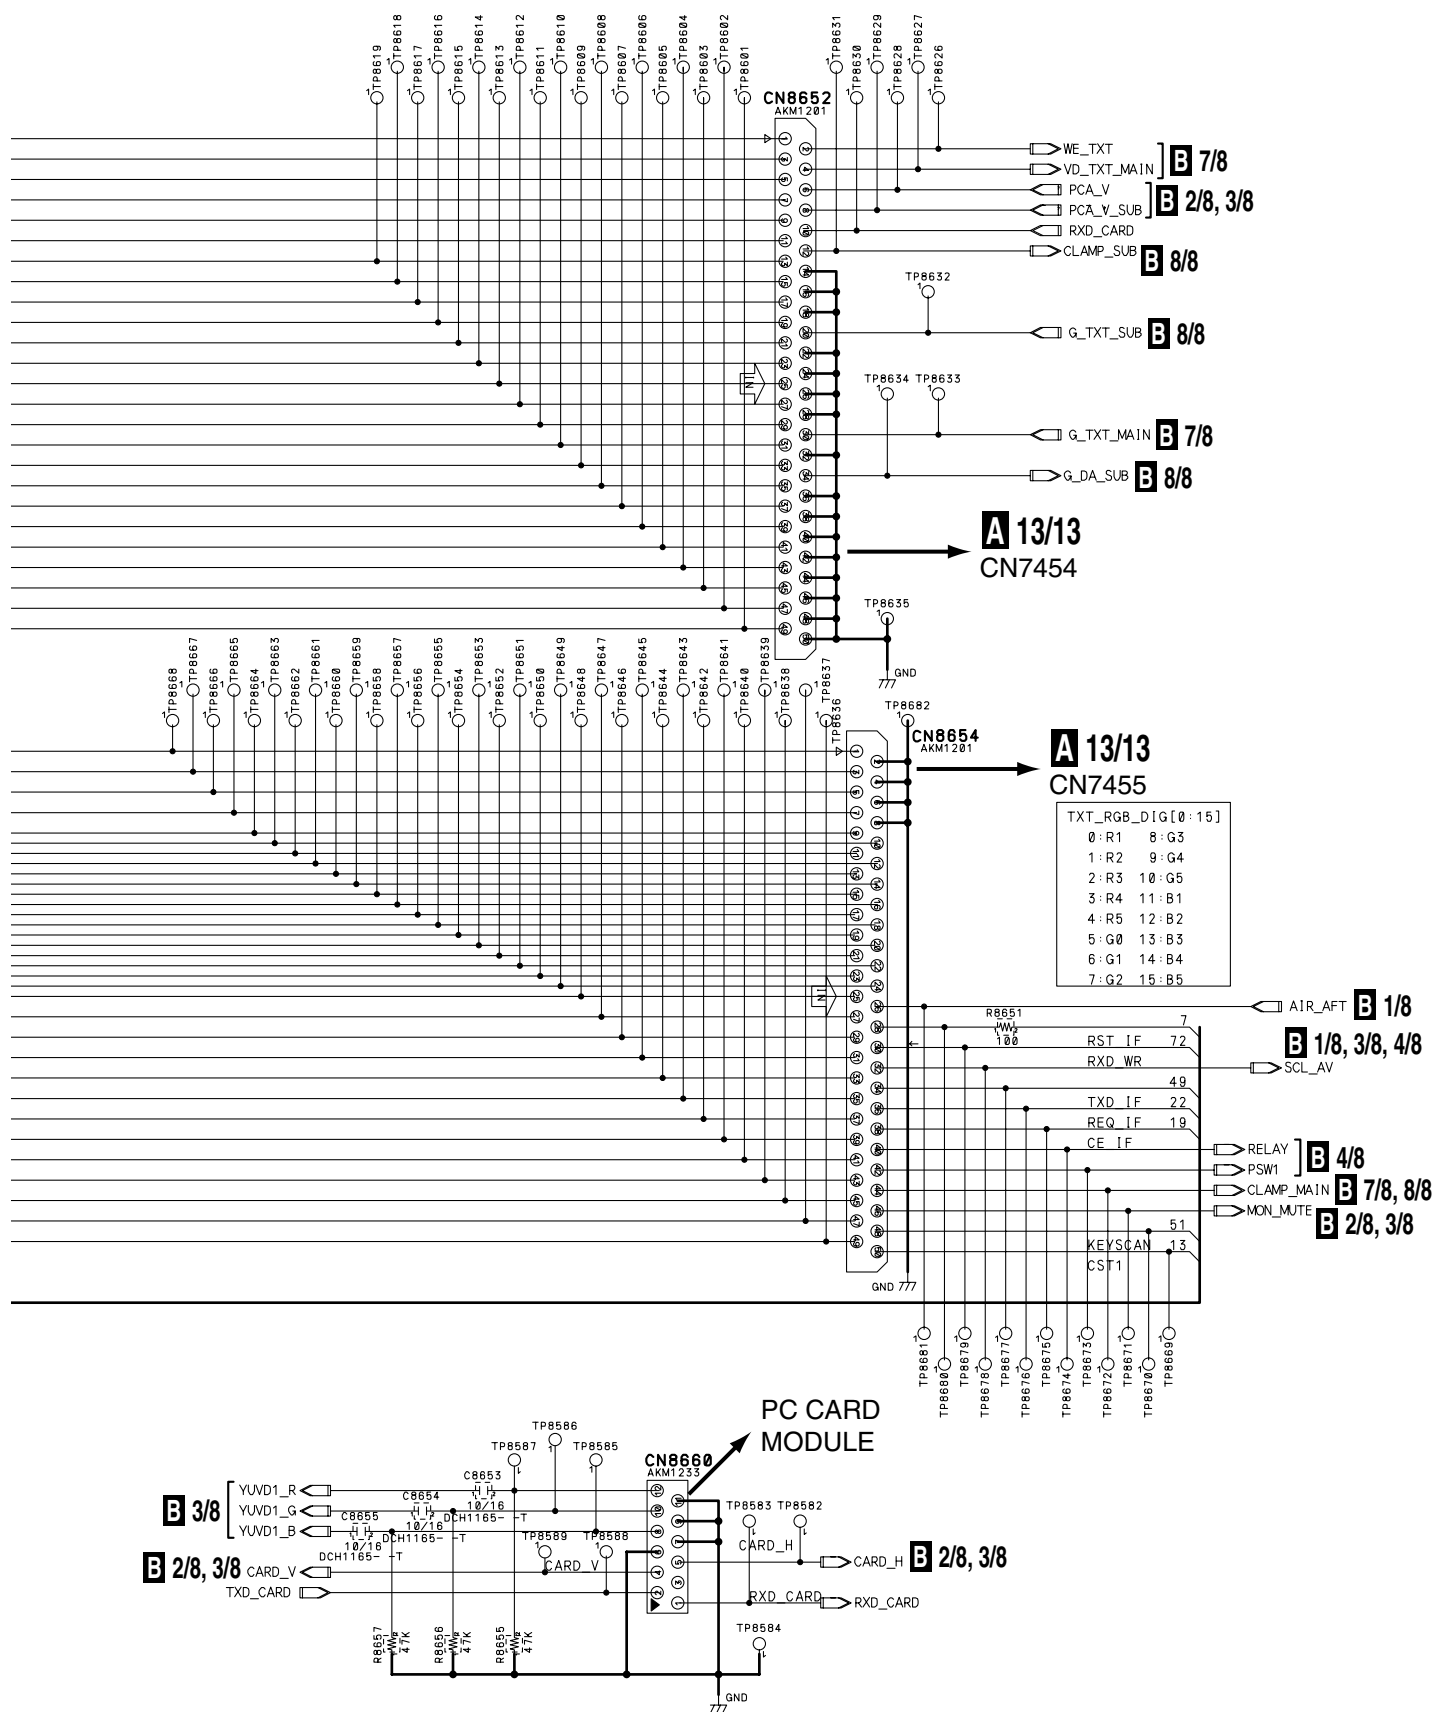 TP8619
TP8618
TP8617
TP8616
TP8615
TP8614
TP8613
TP8612
TP8611
TP8610
TP8609
TP8608
TP8607
TP8606
TP8605
TP8604
TP8603
TP8602
TP8601
TP8631
TP8630
TP8629
TP8628
TP8627
TP8626
CN8652
AKM1201
WE_TXT
VD_TXT_MAIN
B 7/8
PCA_V
PCA_V_SUB
B 2/8, 3/8
RXD_CARD
CLAMP_SUB
B 8/8
TP8632
G_TXT_SUB B 8/8
IN
TP8634 TP8633
G_TXT_MAIN B 7/8
G_DA_SUB B 8/8
A 13/13
CN7454
TP8635
GND
TP8668
TP8667
TP8666
TP8665
TP8664
TP8663
TP8662
TP8661
TP8660
TP8659
TP8658
TP8657
TP8656
TP8655
TP8654
TP8653
TP8652
TP8651
TP8650
TP8649
TP8648
TP8647
TP8646
TP8645
TP8644
TP8643
TP8642
TP8641
TP8640
TP8639
TP8638
TP8637
TP8636
TP8682
CN8654
AKM1201
A 13/13
CN7455
TXT_RGB_DIG[0:15]
0:R1 8:G3
1:R2 9:G4
2:R3 10:G5
3:R4 11:B1
4:R5 12:B2
5:G0 13:B3
6:G1 14:B4
7:G2 15:B5
IN
AIR_AFT B 1/8
R8651
100
7
RST_IF 72
B 1/8, 3/8, 4/8
RXD_WR
SCL_AV
49
TXD_IF 22
REQ_IF 19
CE_IF
RELAY
PSW1
B 4/8
CLAMP_MAIN B 7/8, 8/8
MON_MUTE B 2/8, 3/8
51
KEYSCAN 13
CST1
GND
TP8681
TP8680
TP8679
TP8678
TP8677
TP8676
TP8675
TP8674
TP8673
TP8672
TP8671
TP8670
TP8669
PC CARD
MODULE
TP8586
TP8587
TP8585
CN8660
AKM1233
B 3/8
YUVD1_R
YUVD1_G
YUVD1_B
C8653
10/16
DCH1165- -T
C8654
10/16
DCH1165- -T
C8655
10/16
DCH1165- -T
TP8589 TP8588
TP8583 TP8582
CARD_H
CARD_V
B 2/8, 3/8 CARD_V
CARD_H B 2/8, 3/8
TXD_CARD
RXD_CARD
RXD_CARD
R8657
47K
R8656
47K
R8655
47K
TP8584
GND